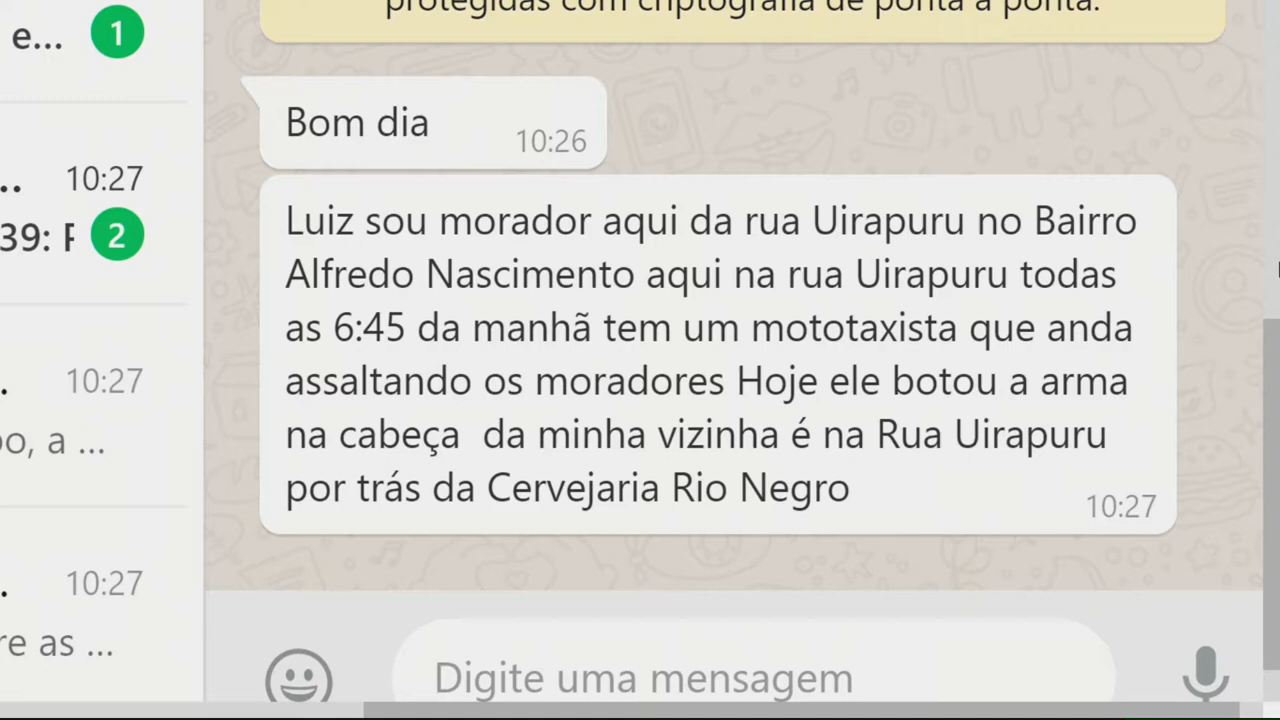 protegidas com criptografia de ponta a ponta.
e...
1
Bom dia
10:26
..
10:27
39:
2
Luiz sou morador aqui da rua Uirapuru no Bairro
Alfredo Nascimento aqui na rua Uirapuru todas
as 6:45 da manhã tem um mototaxista que anda
assaltando os moradores Hoje ele botou a arma
na cabeça  da minha vizinha é na Rua Uirapuru
por trás da Cervejaria Rio Negro
10:27
.
10:27
oo, a ...
.
10:27
re as ...
Digite uma mensagem